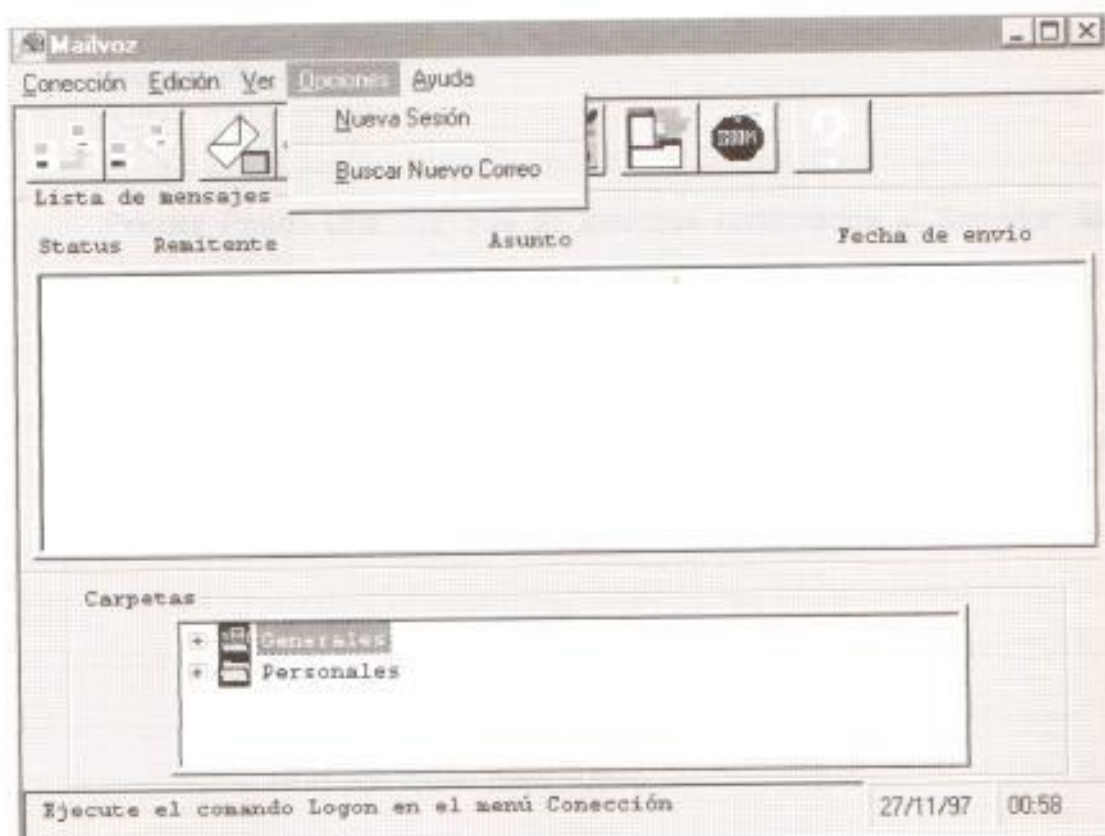 Mailvoz
Conección Edición Ver Opciones Ayuda
Nueva Sesión
Buscar Nuevo Correo
Lista de mensajes
Status Remitente Asunto Fecha de envio
Carpetas
Generales
Personales
Ejecute el comando Logon en el menú Conección 27/11/97 00:58